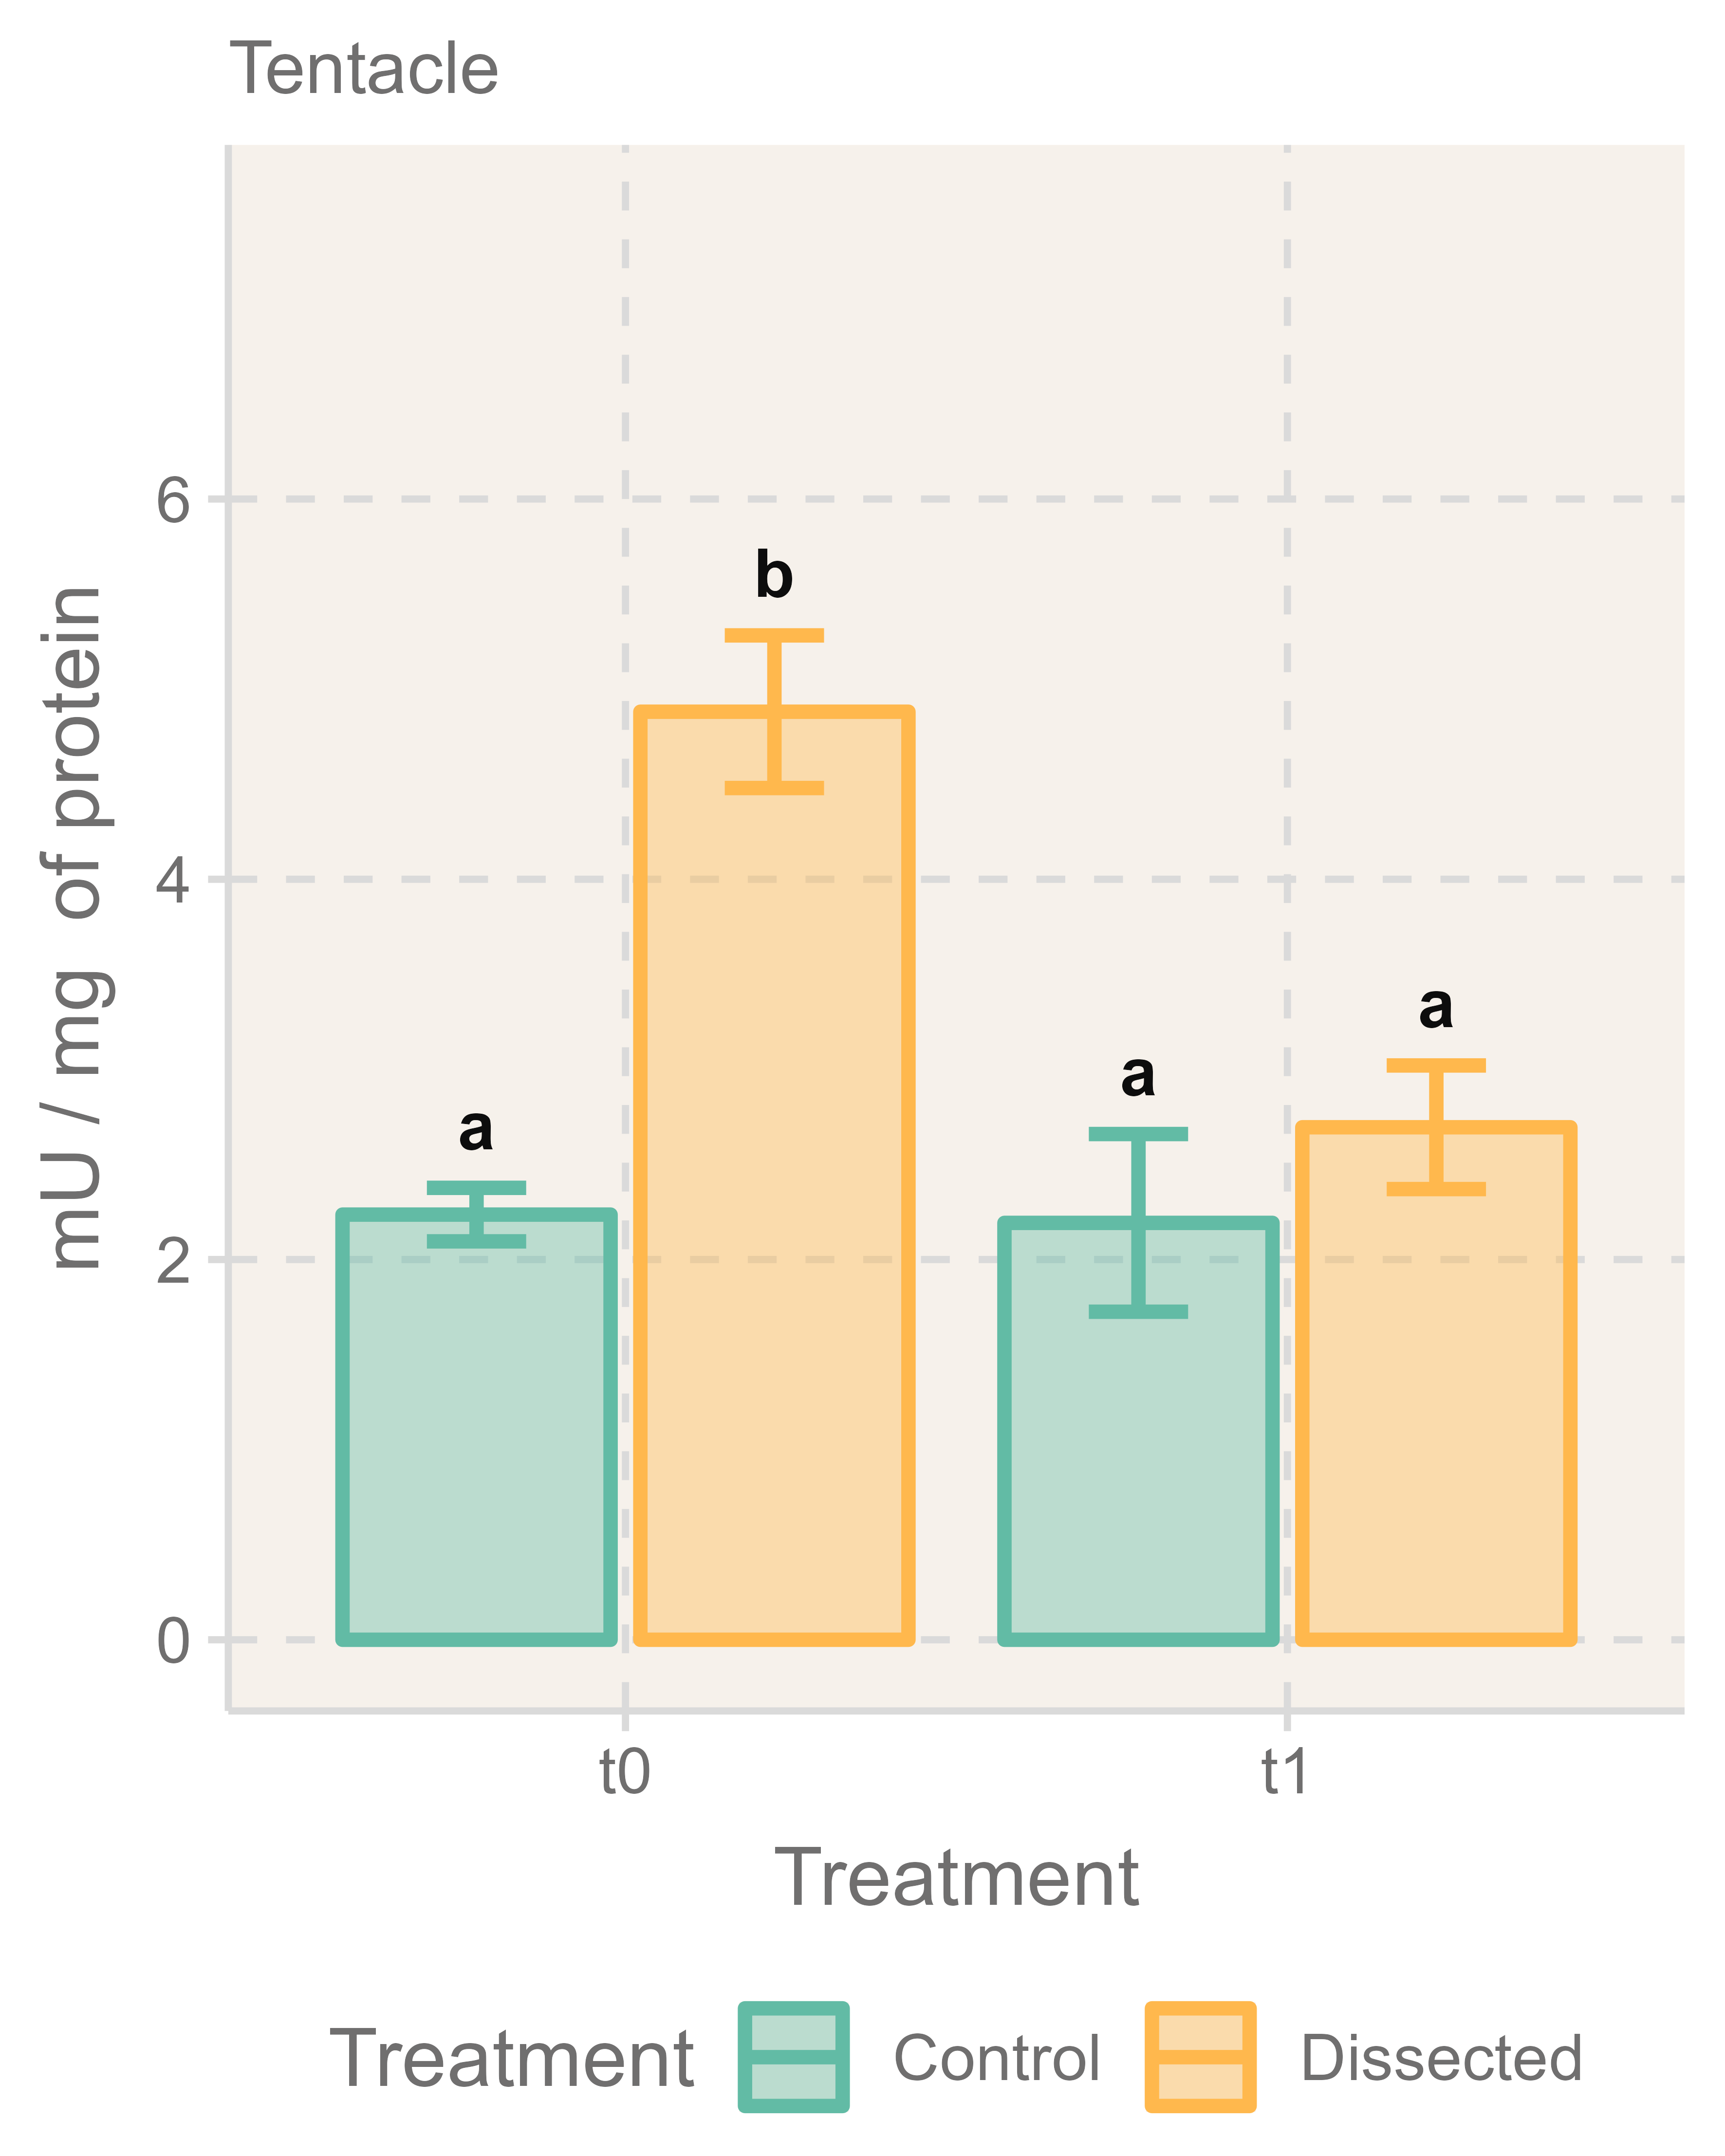 Tentacle
mU / mg of protein
6
4
2
0
b
a
a
a
t0 t1
Treatment
Treatment Control Dissected